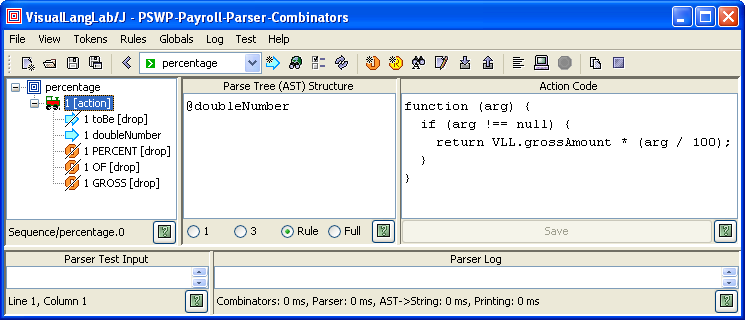 VisualLangLab/J - PSWP-Payroll-Parser-Combinators
File View Tokens Rules Globals Log Test Help
percentage
percentage
1 [action]
1 toBe [drop]
1 doubleNumber
1 PERCENT [drop]
1 OF [drop]
1 GROSS [drop]
Sequence/percentage.0
Parse Tree (AST) Structure
@doubleNumber
1 3 Rule Full
Action Code
function (arg) {
if (arg !== null) {
return VLL.grossAmount * (arg / 100);
}
}
Save
Parser Test Input
Line 1, Column 1
Parser Log
Combinators: 0 ms, Parser: 0 ms, AST->String: 0 ms, Printing: 0 ms